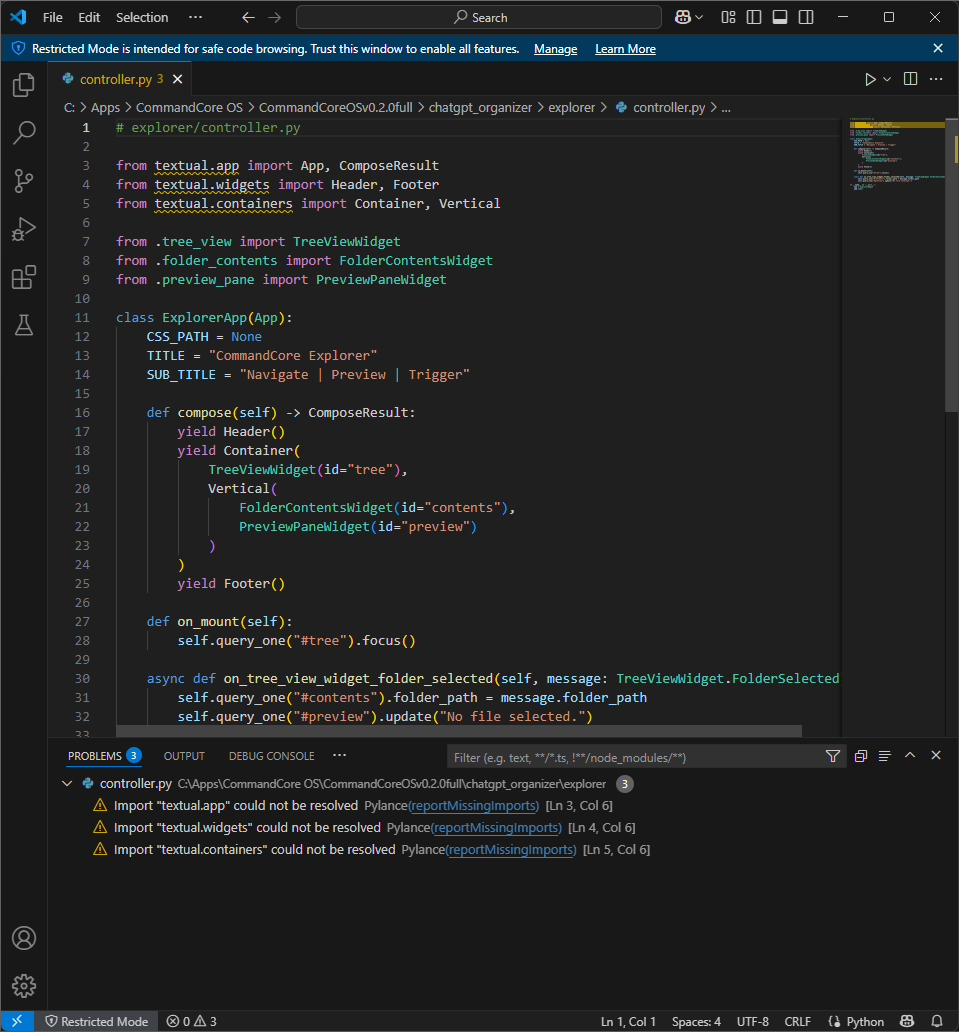 File Edit Selection ··· Search
Restricted Mode is intended for safe code browsing. Trust this window to enable all features. Manage Learn More
controller.py 3
C: > Apps > CommandCore OS > CommandCoreOSv0.2.0full > chatgpt_organizer > explorer > controller.py > ...
1 # explorer/controller.py
2
3 from textual.app import App, ComposeResult
4 from textual.widgets import Header, Footer
5 from textual.containers import Container, Vertical
6
7 from .tree_view import TreeViewWidget
8 from .folder_contents import FolderContentsWidget
9 from .preview_pane import PreviewPaneWidget
10
11 class ExplorerApp(App):
12     CSS_PATH = None
13     TITLE = "CommandCore Explorer"
14     SUB_TITLE = "Navigate | Preview | Trigger"
15
16     def compose(self) -> ComposeResult:
17         yield Header()
18         yield Container(
19             TreeViewWidget(id="tree"),
20             Vertical(
21                 FolderContentsWidget(id="contents"),
22                 PreviewPaneWidget(id="preview")
23             )
24         )
25         yield Footer()
26
27     def on_mount(self):
28         self.query_one("#tree").focus()
29
30     async def on_tree_view_widget_folder_selected(self, message: TreeViewWidget.FolderSelected
31         self.query_one("#contents").folder_path = message.folder_path
32         self.query_one("#preview").update("No file selected.")
33
PROBLEMS 3 OUTPUT DEBUG CONSOLE ··· Filter (e.g. text, **/*.ts, !**/node_modules/**)
controller.py C:\Apps\CommandCore OS\CommandCoreOSv0.2.0full\chatgpt_organizer\explorer 3
Import "textual.app" could not be resolved Pylance(reportMissingImports) [Ln 3, Col 6]
Import "textual.widgets" could not be resolved Pylance(reportMissingImports) [Ln 4, Col 6]
Import "textual.containers" could not be resolved Pylance(reportMissingImports) [Ln 5, Col 6]
Restricted Mode 0 3 Ln 1, Col 1 Spaces: 4 UTF-8 CRLF Python